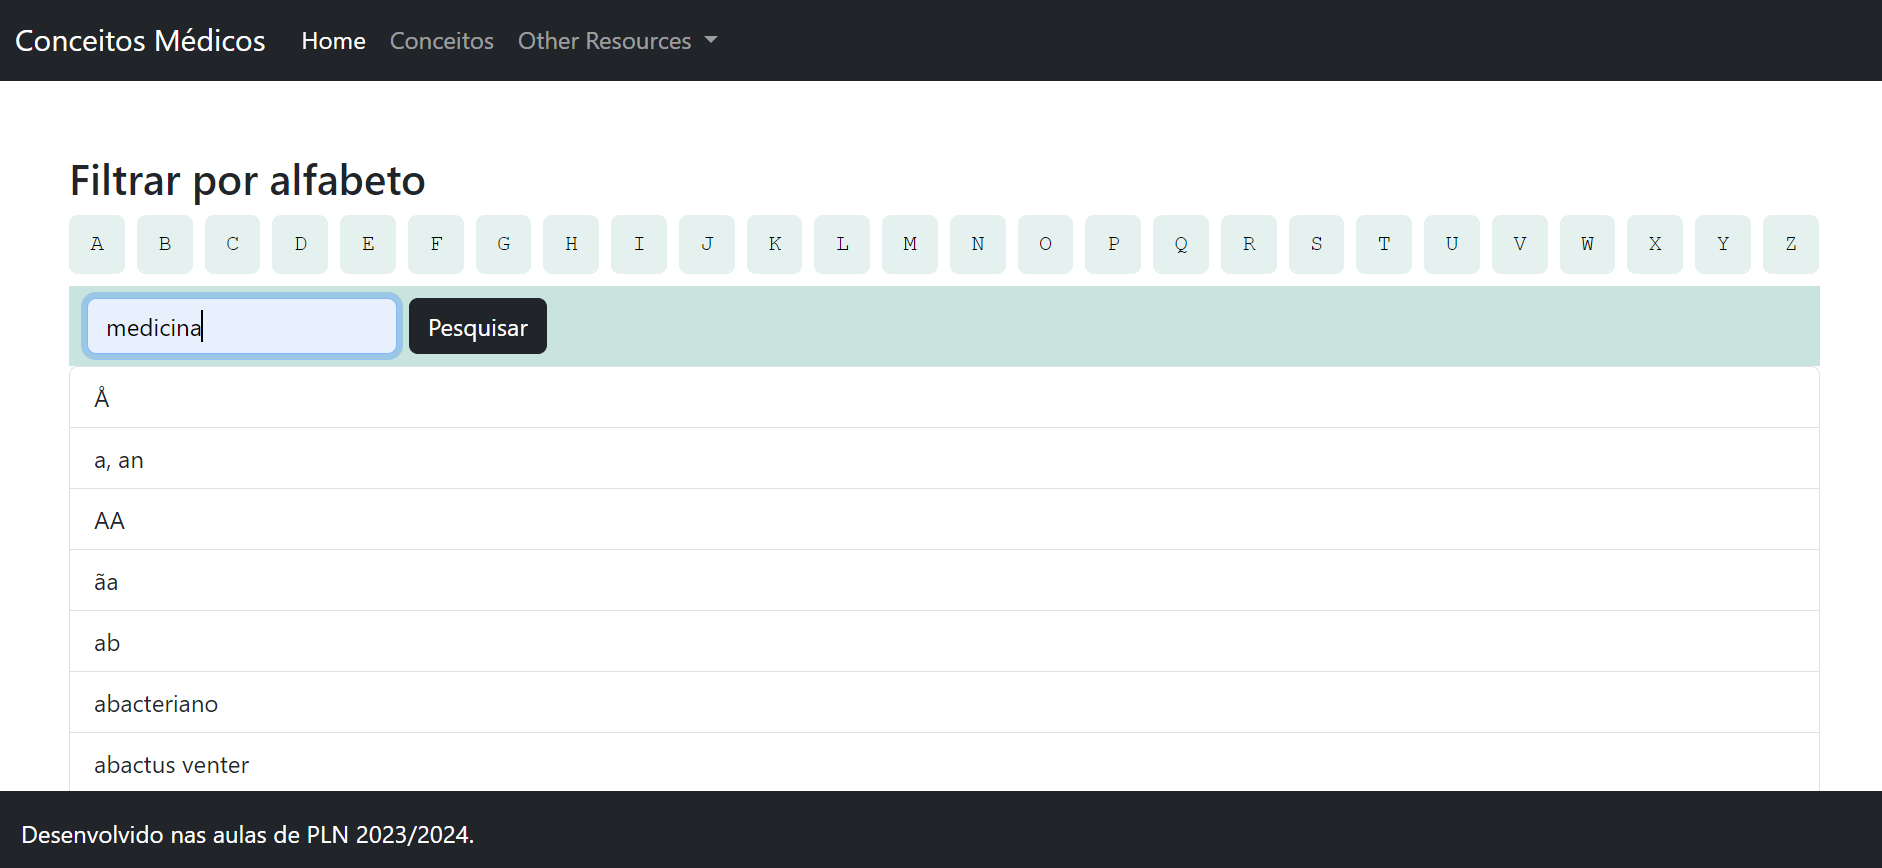 Conceitos Médicos Home Conceitos Other Resources
Filtrar por alfabeto
A B C D E F G H I J K L M N O P Q R S T U V W X Y Z
medicina Pesquisar
Å
a, an
AA
ãa
ab
abacteriano
abactus venter
Desenvolvido nas aulas de PLN 2023/2024.